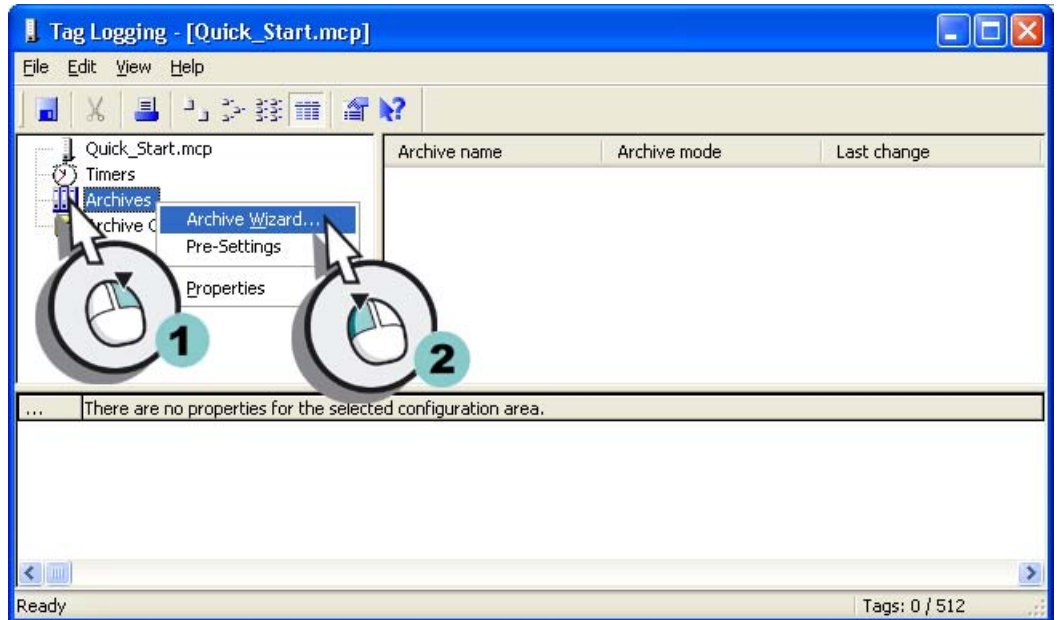 Tag Logging - [Quick_Start.mcp]
File Edit View Help
Quick_Start.mcp
Timers
Archives
Archive C
Archive Wizard...
Pre-Settings
Properties
1
2
Archive name Archive mode Last change
... There are no properties for the selected configuration area.
Ready Tags: 0 / 512